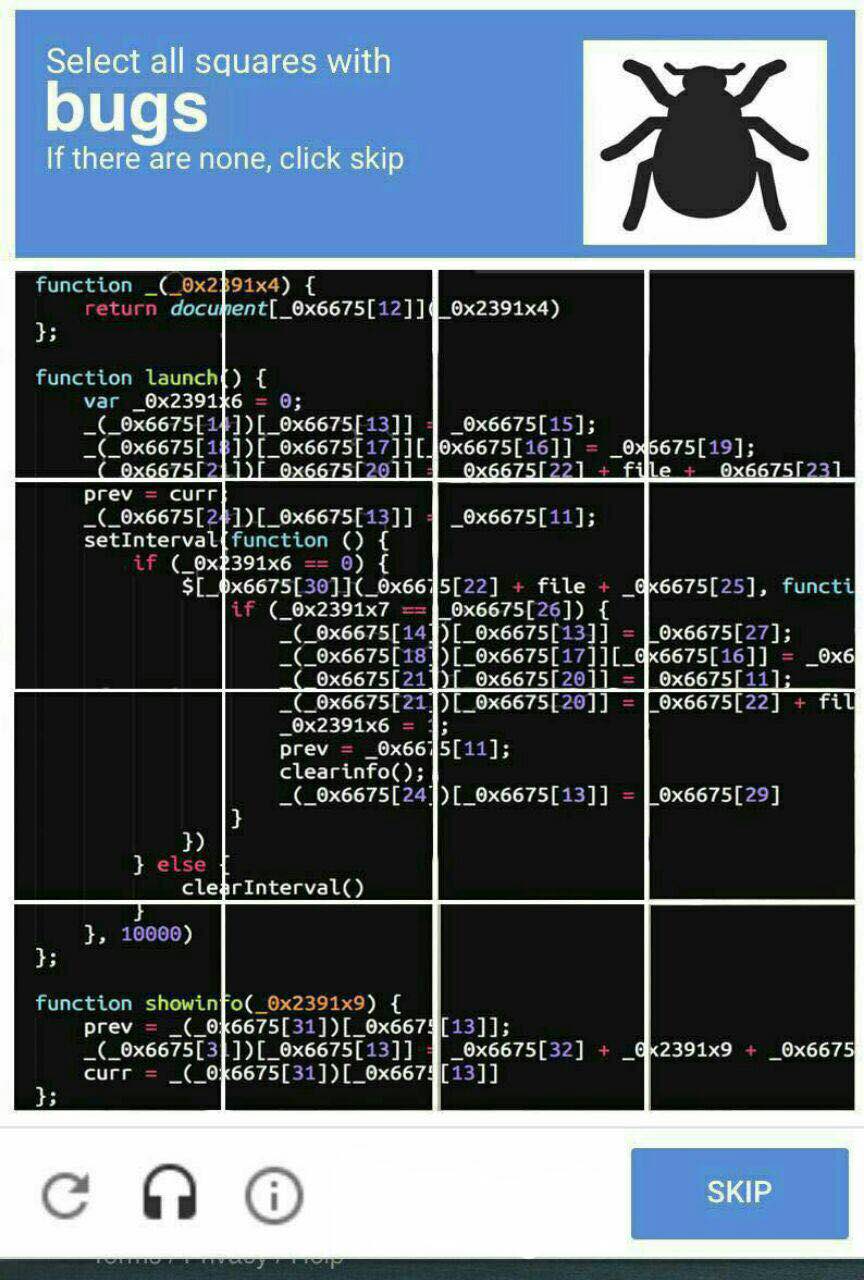 Select all squares with
bugs
If there are none, click skip
function _(_0x2391x4) {
return document[_0x6675[12]](_0x2391x4)
};
function launch() {
var _0x2391x6 = 0;
_(_0x6675[14])[_0x6675[13]] = _0x6675[15];
_(_0x6675[18])[_0x6675[17]][_0x6675[16]] = _0x6675[19];
_(_0x6675[21])[_0x6675[20]] = _0x6675[22] + file + _0x6675[23]
prev = curr;
_(_0x6675[24])[_0x6675[13]] = _0x6675[11];
setInterval(function () {
if (_0x2391x6 == 0) {
$[_0x6675[30]](_0x6675[22] + file + _0x6675[25], functi
if (_0x2391x7 == _0x6675[26]) {
_(_0x6675[14])[_0x6675[13]] = _0x6675[27];
_(_0x6675[18])[_0x6675[17]][_0x6675[16]] = _0x6
_(_0x6675[21])[_0x6675[20]] = _0x6675[11];
_(_0x6675[21])[_0x6675[20]] = _0x6675[22] + fil
_0x2391x6 = ;
prev = _0x6675[11];
clearinfo();
_(_0x6675[24])[_0x6675[13]] = _0x6675[29]
}
})
} else {
clearInterval()
}
}, 10000)
};
function showinfo(_0x2391x9) {
prev = _(_0x6675[31])[_0x6675[13]];
_(_0x6675[31])[_0x6675[13]] = _0x6675[32] + _0x2391x9 + _0x6675
curr = _(_0x6675[31])[_0x6675[13]]
};
SKIP
Terms / Privacy / Help